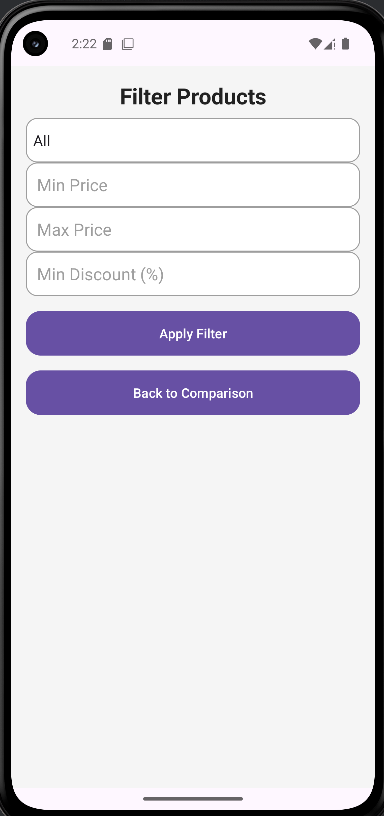 2:22
Filter Products
All
Min Price
Max Price
Min Discount (%)
Apply Filter
Back to Comparison